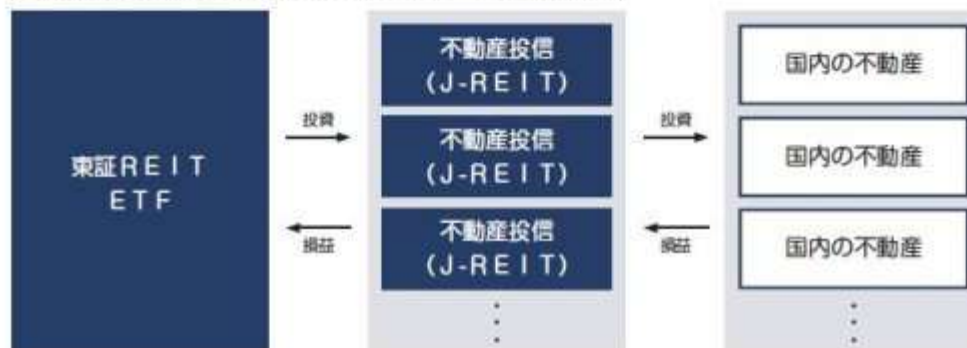 東証ＲＥＩＴ
ＥＴＦ
投資
損益
不動産投信
(Ｊ-ＲＥＩＴ)
不動産投信
(Ｊ-ＲＥＩＴ)
不動産投信
(Ｊ-ＲＥＩＴ)
投資
損益
国内の不動産
国内の不動産
国内の不動産